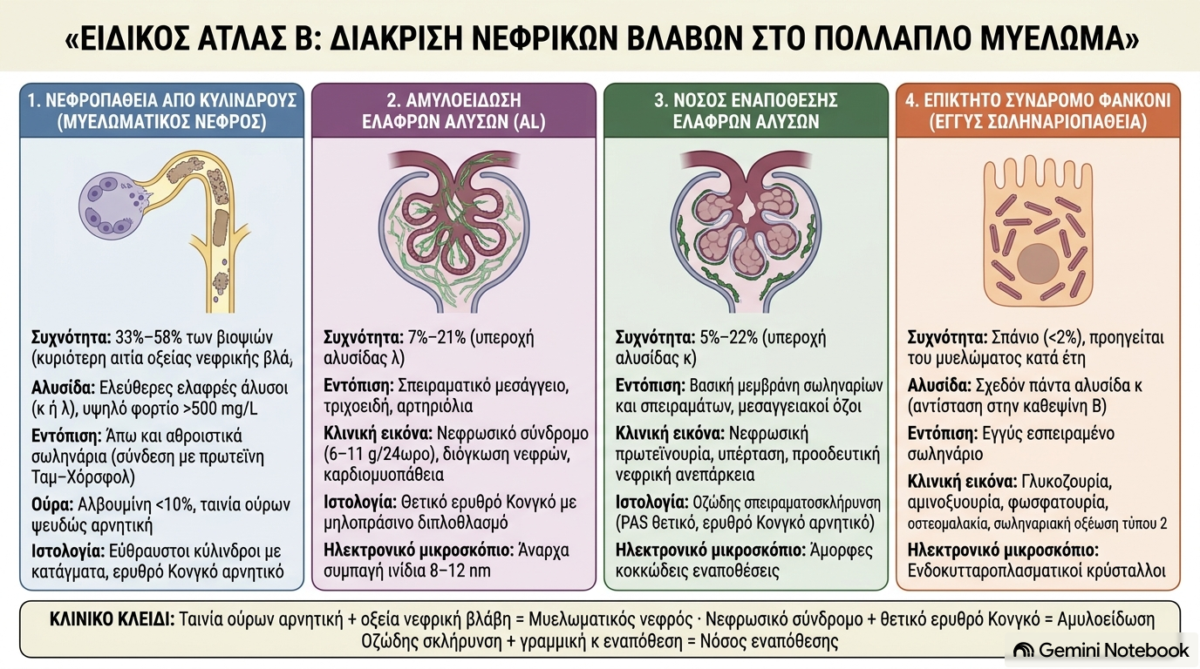 «ΕΙΔΙΚΟΣ ΑΤΛΑΣ Β: ΔΙΑΚΡΙΣΗ ΝΕΦΡΙΚΩΝ ΒΛΑΒΩΝ ΣΤΟ ΠΟΛΛΑΠΛΟ ΜΥΕΛΩΜΑ»
1. ΝΕΦΡΟΠΑΘΕΙΑ ΑΠΟ ΚΥΛΙΝΔΡΟΥΣ
(ΜΥΕΛΩΜΑΤΙΚΟΣ ΝΕΦΡΟΣ)
Συχνότητα: 33%–58% των βιοψιών
(κυριότερη αιτία οξείας νεφρικής βλά,
Αλυσίδα: Ελεύθερες ελαφρές άλυσοι
(κ ή λ), υψηλό φορτίο >500 mg/L
Εντόπιση: Άπω και αθροιστικά
σωληνάρια (σύνδεση με πρωτεΐνη
Ταμ–Χόρσφολ)
Ούρα: Αλβουμίνη <10%, ταινία ούρων
ψευδώς αρνητική
Ιστολογία: Εύθραυστοι κύλινδροι με
κατάγματα, ερυθρό Κονγκό αρνητικό
2. ΑΜΥΛΟΕΙΔΩΣΗ
ΕΛΑΦΡΩΝ ΑΛΥΣΩΝ (AL)
Συχνότητα: 7%–21% (υπεροχή
αλυσίδας λ)
Εντόπιση: Σπειραματικό μεσάγγειο,
τριχοειδή, αρτηριόλια
Κλινική εικόνα: Νεφρωσικό σύνδρομο
(6–11 g/24ωρο), διόγκωση νεφρών,
καρδιομυοπάθεια
Ιστολογία: Θετικό ερυθρό Κονγκό με
μηλοπράσινο διπλοθλασμό
Ηλεκτρονικό μικροσκόπιο: Άναρχα
συμπαγή ινίδια 8–12 nm
3. ΝΟΣΟΣ ΕΝΑΠΟΘΕΣΗΣ
ΕΛΑΦΡΩΝ ΑΛΥΣΩΝ
Συχνότητα: 5%–22% (υπεροχή
αλυσίδας κ)
Εντόπιση: Βασική μεμβράνη σωληναρίων
και σπειραμάτων, μεσαγγειακοί όζοι
Κλινική εικόνα: Νεφρωσική
πρωτεϊνουρία, υπέρταση, προοδευτική
νεφρική ανεπάρκεια
Ιστολογία: Οζώδης σπειραματοσκλήρυνση
(PAS θετικό, ερυθρό Κονγκό αρνητικό)
Ηλεκτρονικό μικροσκόπιο: Άμορφες
κοκκώδεις εναποθέσεις
4. ΕΠΙΚΤΗΤΟ ΣΥΝΔΡΟΜΟ ΦΑΝΚΟΝΙ
(ΕΓΓΥΣ ΣΩΛΗΝΑΡΙΟΠΑΘΕΙΑ)
Συχνότητα: Σπάνιο (<2%), προηγείται
του μυελώματος κατά έτη
Αλυσίδα: Σχεδόν πάντα αλυσίδα κ
(αντίσταση στην καθεψίνη Β)
Εντόπιση: Εγγύς εσπειραμένο
σωληνάριο
Κλινική εικόνα: Γλυκοζουρία,
αμινοξυουρία, φωσφατουρία,
οστεομαλακία, σωληναριακή οξέωση τύπου 2
Ηλεκτρονικό μικροσκόπιο:
Ενδοκυτταροπλασματικοί κρύσταλλοι
ΚΛΙΝΙΚΟ ΚΛΕΙΔΙ: Ταινία ούρων αρνητική + οξεία νεφρική βλάβη = Μυελωματικός νεφρός · Νεφρωσικό σύνδρομο + θετικό ερυθρό Κονγκό = Αμυλοείδωση
Οζώδης σκλήρυνση + γραμμική κ εναπόθεση = Νόσος εναπόθεσης
Gemini Notebook